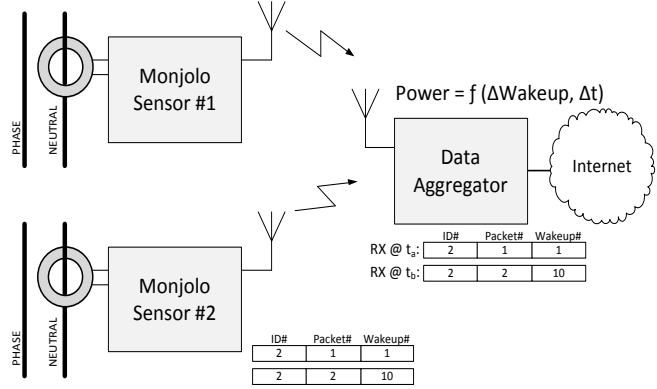 PHASE
NEUTRAL
Monjolo
Sensor #1
Power = ƒ (ΔWakeup, Δt)
Data
Aggregator
Internet
ID# Packet# Wakeup#
RX @ ta: 2 1 1
RX @ tb: 2 2 10
PHASE
NEUTRAL
Monjolo
Sensor #2
ID# Packet# Wakeup#
2 1 1
2 2 10